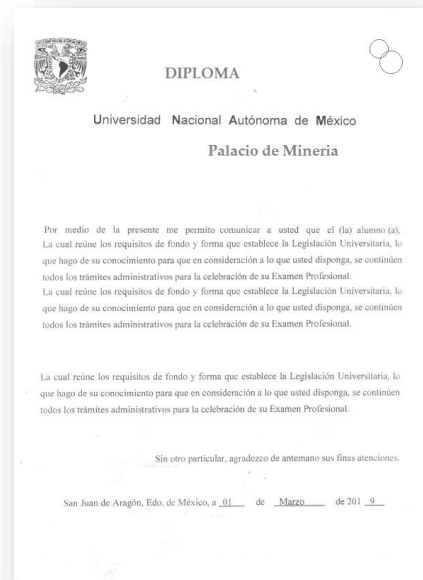 DIPLOMA
Universidad Nacional Autónoma de México
Palacio de Mineria
Por medio de la presente me permito comunicar a usted que el (la) alumno (a),
La cual reúne los requisitos de fondo y forma que establece la Legislación Universitaria, lo
que hago de su conocimiento para que en consideración a lo que usted disponga, se continúen
todos los trámites administrativos para la celebración de su Examen Profesional.
La cual reúne los requisitos de fondo y forma que establece la Legislación Universitaria, lo
que hago de su conocimiento para que en consideración a lo que usted disponga, se continúen
todos los trámites administrativos para la celebración de su Examen Profesional.
La cual reúne los requisitos de fondo y forma que establece la Legislación Universitaria, lo
que hago de su conocimiento para que en consideración a lo que usted disponga, se continúen
todos los trámites administrativos para la celebración de su Examen Profesional.
Sin otro particular, agradezco de antemano sus finas atenciones.
San Juan de Aragón, Edo. de México, a 01 de Marzo de 201 9